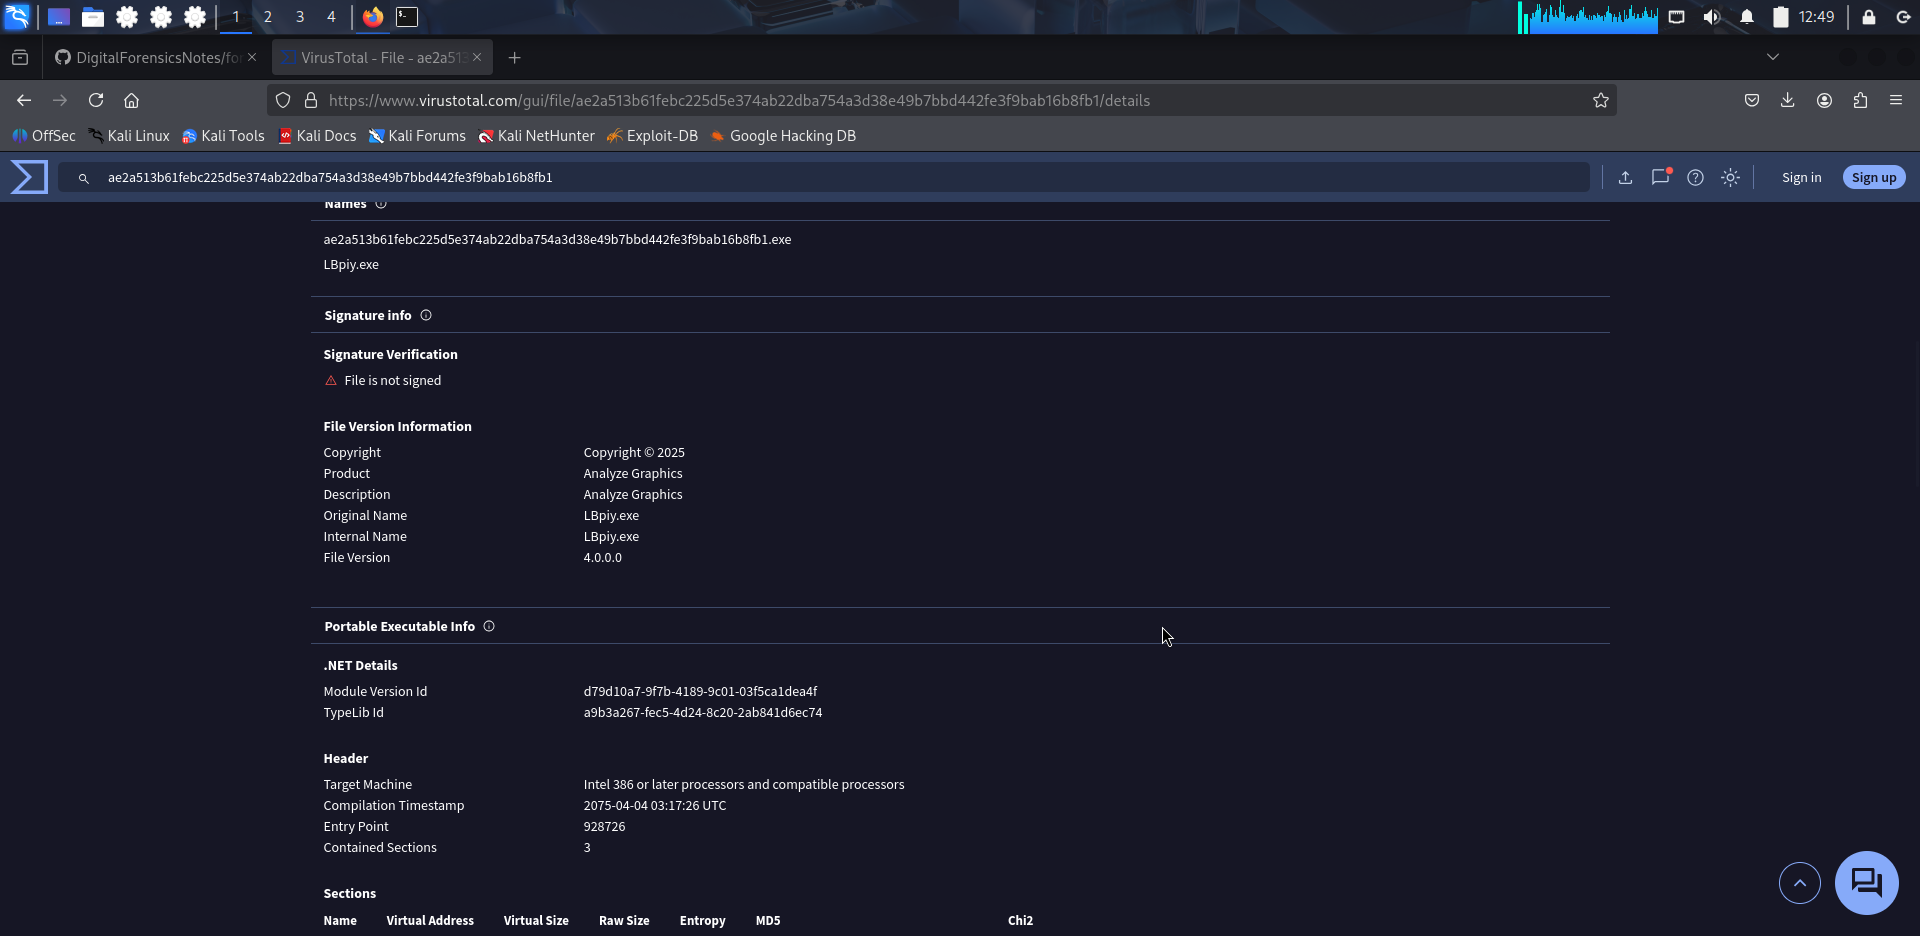 1 2 3 4 12:49
DigitalForensicsNotes/fo
VirusTotal - File - ae2a513
https://www.virustotal.com/gui/file/ae2a513b61febc225d5e374ab22dba754a3d38e49b7bbd442fe3f9bab16b8fb1/details
OffSec Kali Linux Kali Tools Kali Docs Kali Forums Kali NetHunter Exploit-DB Google Hacking DB
ae2a513b61febc225d5e374ab22dba754a3d38e49b7bbd442fe3f9bab16b8fb1 Sign in Sign up
Names
ae2a513b61febc225d5e374ab22dba754a3d38e49b7bbd442fe3f9bab16b8fb1.exe
LBpiy.exe
Signature info
Signature Verification
File is not signed
File Version Information
Copyright Copyright © 2025
Product Analyze Graphics
Description Analyze Graphics
Original Name LBpiy.exe
Internal Name LBpiy.exe
File Version 4.0.0.0
Portable Executable Info
.NET Details
Module Version Id d79d10a7-9f7b-4189-9c01-03f5ca1dea4f
TypeLib Id a9b3a267-fec5-4d24-8c20-2ab841d6ec74
Header
Target Machine Intel 386 or later processors and compatible processors
Compilation Timestamp 2075-04-04 03:17:26 UTC
Entry Point 928726
Contained Sections 3
Sections
Name Virtual Address Virtual Size Raw Size Entropy MD5 Chi2